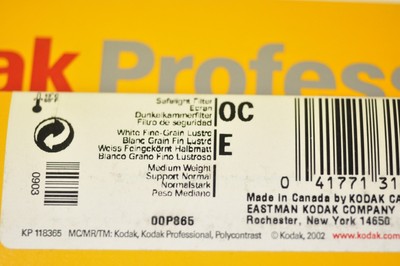 ak Profess
Safelight Filter
Ecran
Dunkelkammerfilter
Filtro de seguridad
OC
White Fine-Grain Lustre
Blanc Grain Fin Lustré
Weiss Feingekörnt Halbmatt
Blanco Grano Fino Lustroso
E
Medium Weight
Support Normal
Normalstark
Peso Mediano
0903
00P865
0 41771 31
Made in Canada by KODAK CA
EASTMAN KODAK COMPANY
Rochester, New York 14650
KP 118365 MC/MR/TM: Kodak, Kodak Professional, Polycontrast © Kodak, 2002 www.kodak.com